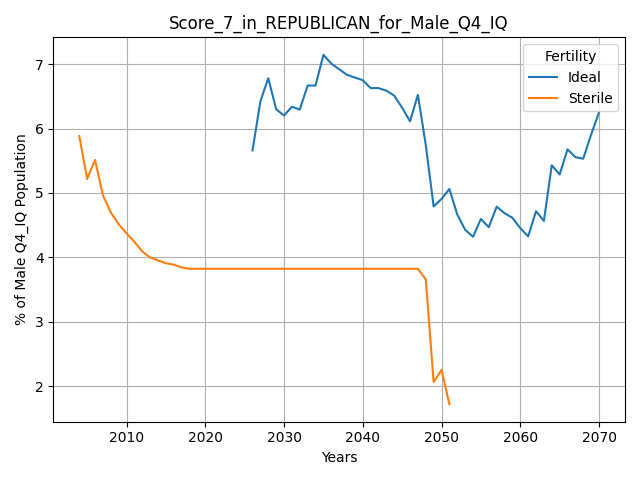 Score_7_in_REPUBLICAN_for_Male_Q4_IQ
Fertility
Ideal
Sterile
% of Male Q4_IQ Population
7
6
5
4
3
2
2010 2020 2030 2040 2050 2060 2070
Years